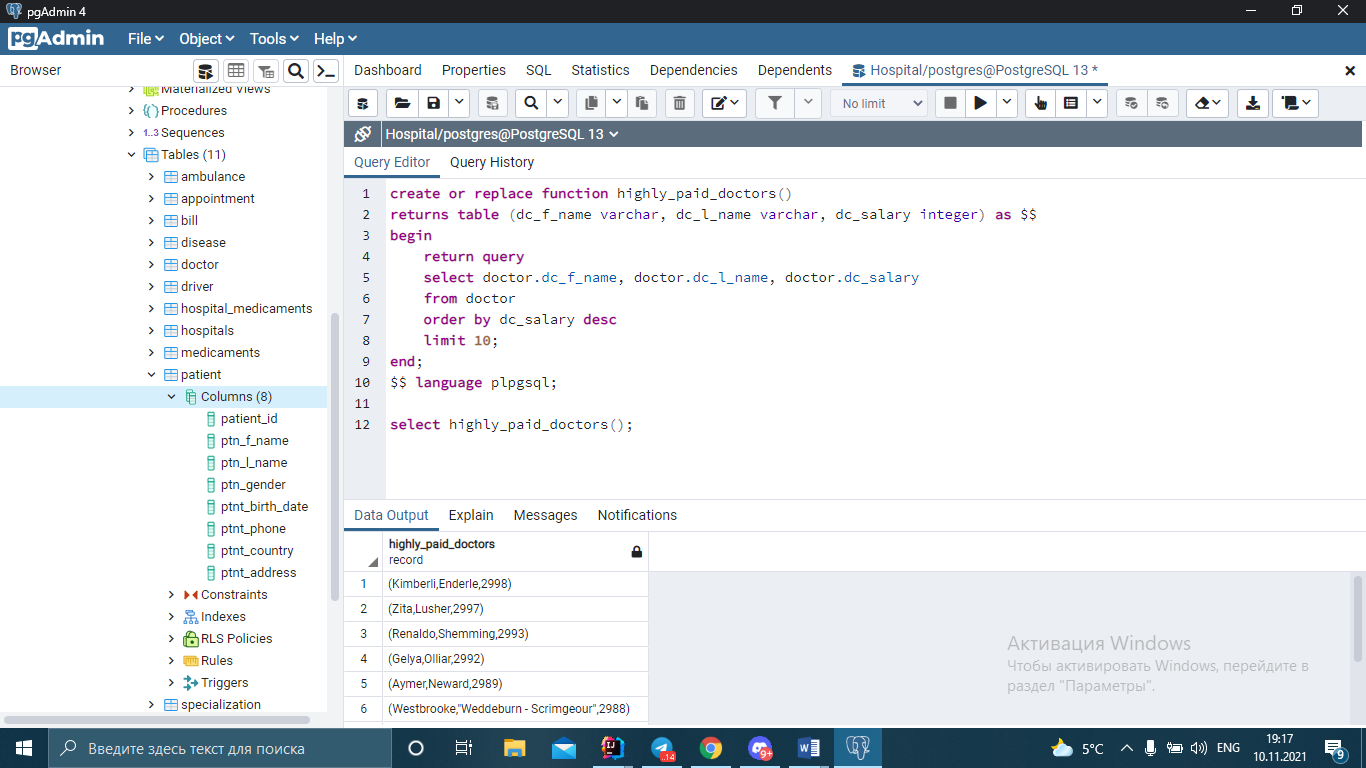 pgAdmin 4
pgAdmin File Object Tools Help
Browser
Dashboard Properties SQL Statistics Dependencies Dependents Hospital/postgres@PostgreSQL 13 *
No limit
Hospital/postgres@PostgreSQL 13
Query Editor Query History
Materialized Views
Procedures
1..3 Sequences
Tables (11)
ambulance
appointment
bill
disease
doctor
driver
hospital_medicaments
hospitals
medicaments
patient
Columns (8)
patient_id
ptn_f_name
ptn_l_name
ptn_gender
ptnt_birth_date
ptnt_phone
ptnt_country
ptnt_address
Constraints
Indexes
RLS Policies
Rules
Triggers
specialization
1 create or replace function highly_paid_doctors()
2 returns table (dc_f_name varchar, dc_l_name varchar, dc_salary integer) as $$
3 begin
4 return query
5 select doctor.dc_f_name, doctor.dc_l_name, doctor.dc_salary
6 from doctor
7 order by dc_salary desc
8 limit 10;
9 end;
10 $$ language plpgsql;
11
12 select highly_paid_doctors();
Data Output Explain Messages Notifications
highly_paid_doctors
record
1 (Kimberli,Enderle,2998)
2 (Zita,Lusher,2997)
3 (Renaldo,Shemming,2993)
4 (Gelya,Olliar,2992)
5 (Aymer,Neward,2989)
6 (Westbrooke,"Weddeburn - Scrimgeour",2988)
Активация Windows
Чтобы активировать Windows, перейдите в
раздел "Параметры".
Введите здесь текст для поиска
IJ
14
9+
W
5°C
ENG
19:17
10.11.2021
9